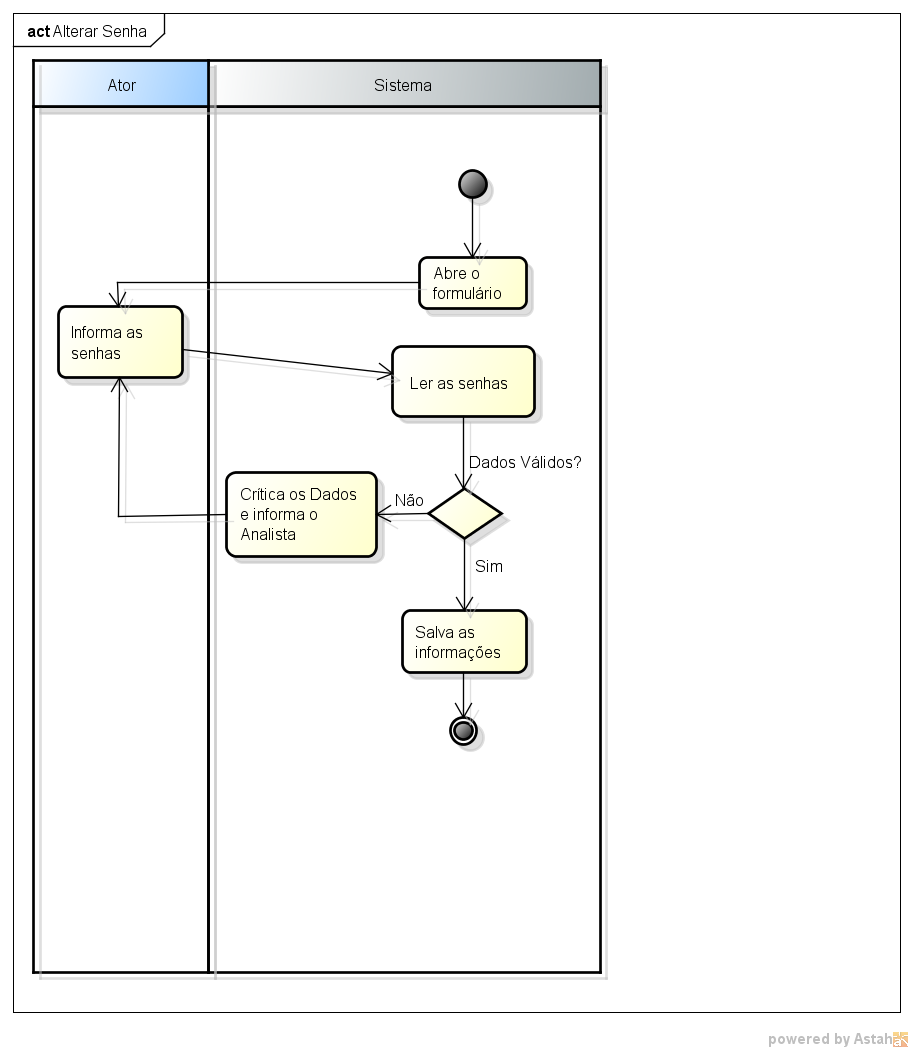 act Alterar Senha
Ator
Sistema
Abre o
formulário
Informa as
senhas
Ler as senhas
Dados Válidos?
Não
Crítica os Dados
e informa o
Analista
Sim
Salva as
informações
powered by Astah